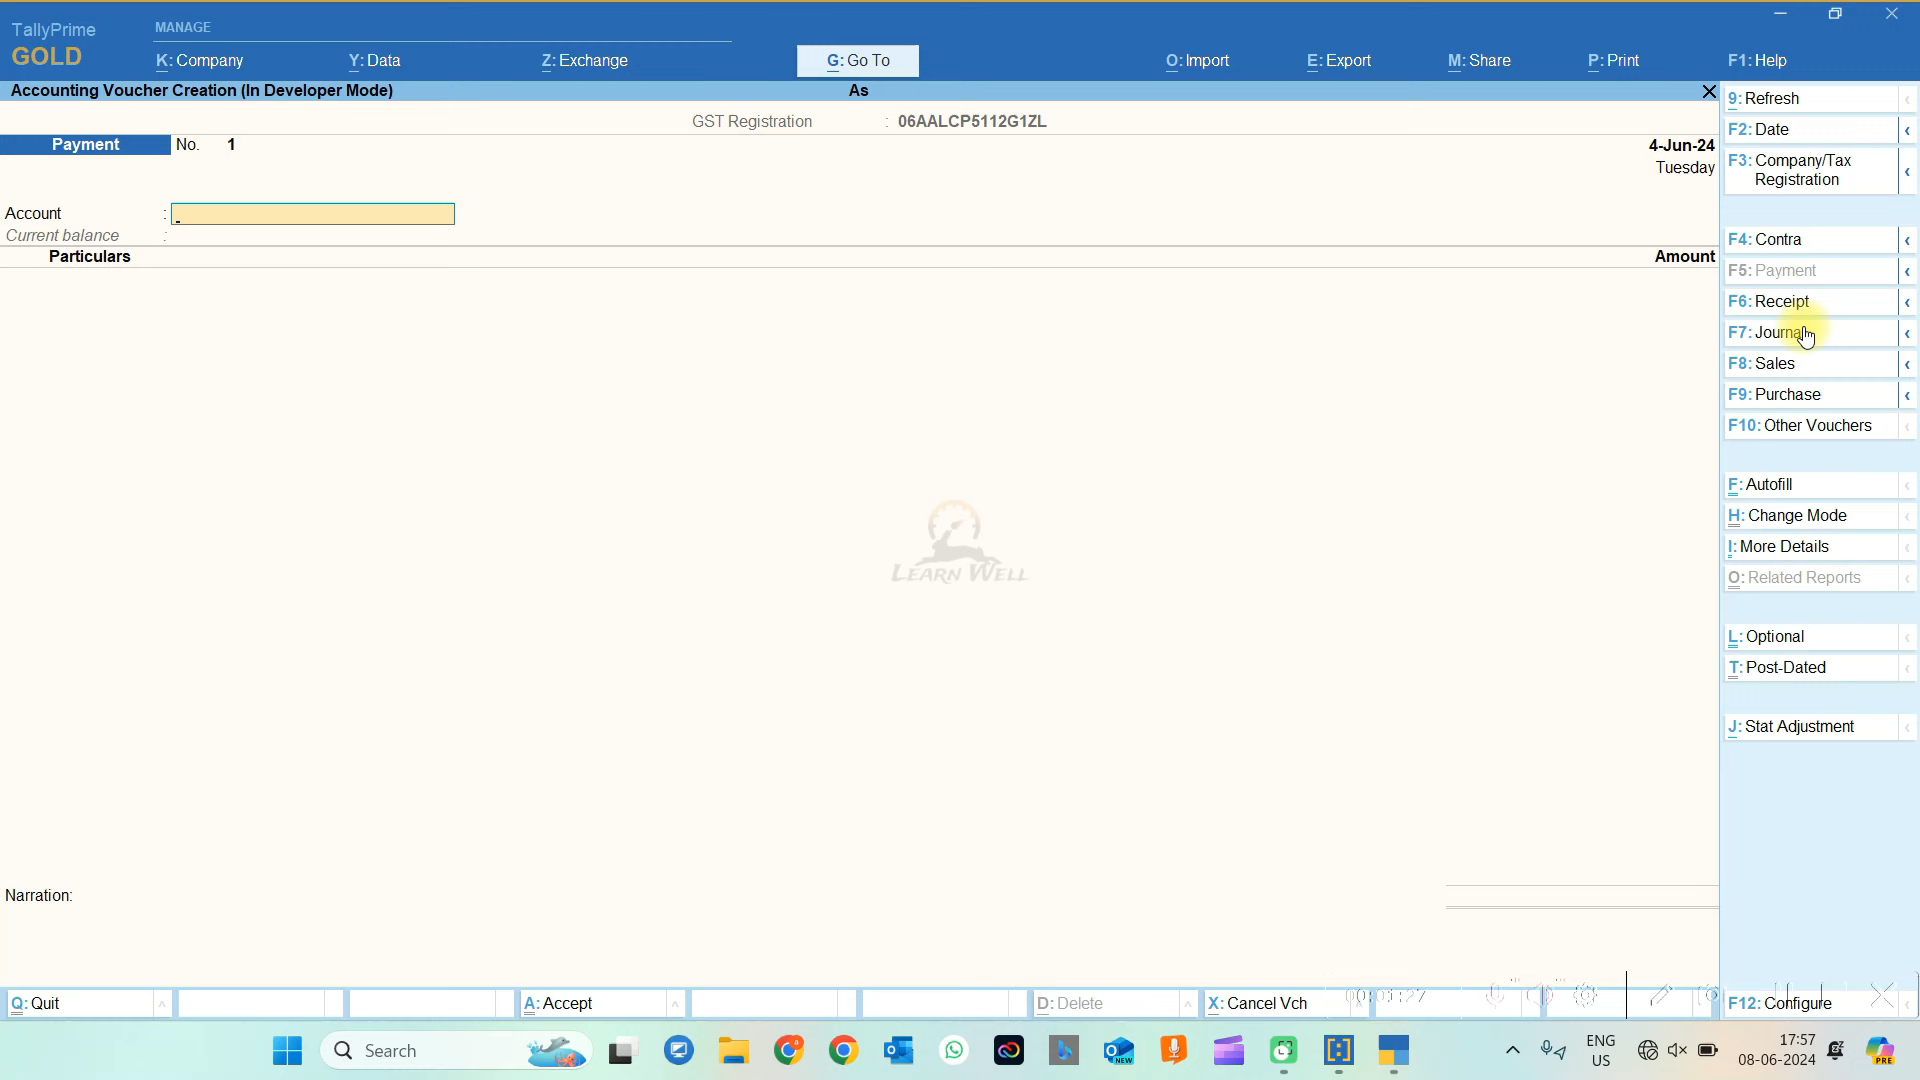 TallyPrime
GOLD
MANAGE
K: Company
Y: Data
Z: Exchange
G: Go To
O: Import
E: Export
M: Share
P: Print
F1: Help
Accounting Voucher Creation (In Developer Mode)
As
GST Registration : 06AALCP5112G1ZL
Payment No. 1
4-Jun-24
Tuesday
Account :
Current balance :
Particulars
Amount
LEARN WELL
Narration:
9: Refresh
F2: Date
F3: Company/Tax
Registration
F4: Contra
F5: Payment
F6: Receipt
F7: Journal
F8: Sales
F9: Purchase
F10: Other Vouchers
F: Autofill
H: Change Mode
I: More Details
O: Related Reports
L: Optional
T: Post-Dated
J: Stat Adjustment
Q: Quit
A: Accept
D: Delete
X: Cancel Vch
F12: Configure
Search
NEW
ENG
US
17:57
08-06-2024
PRE